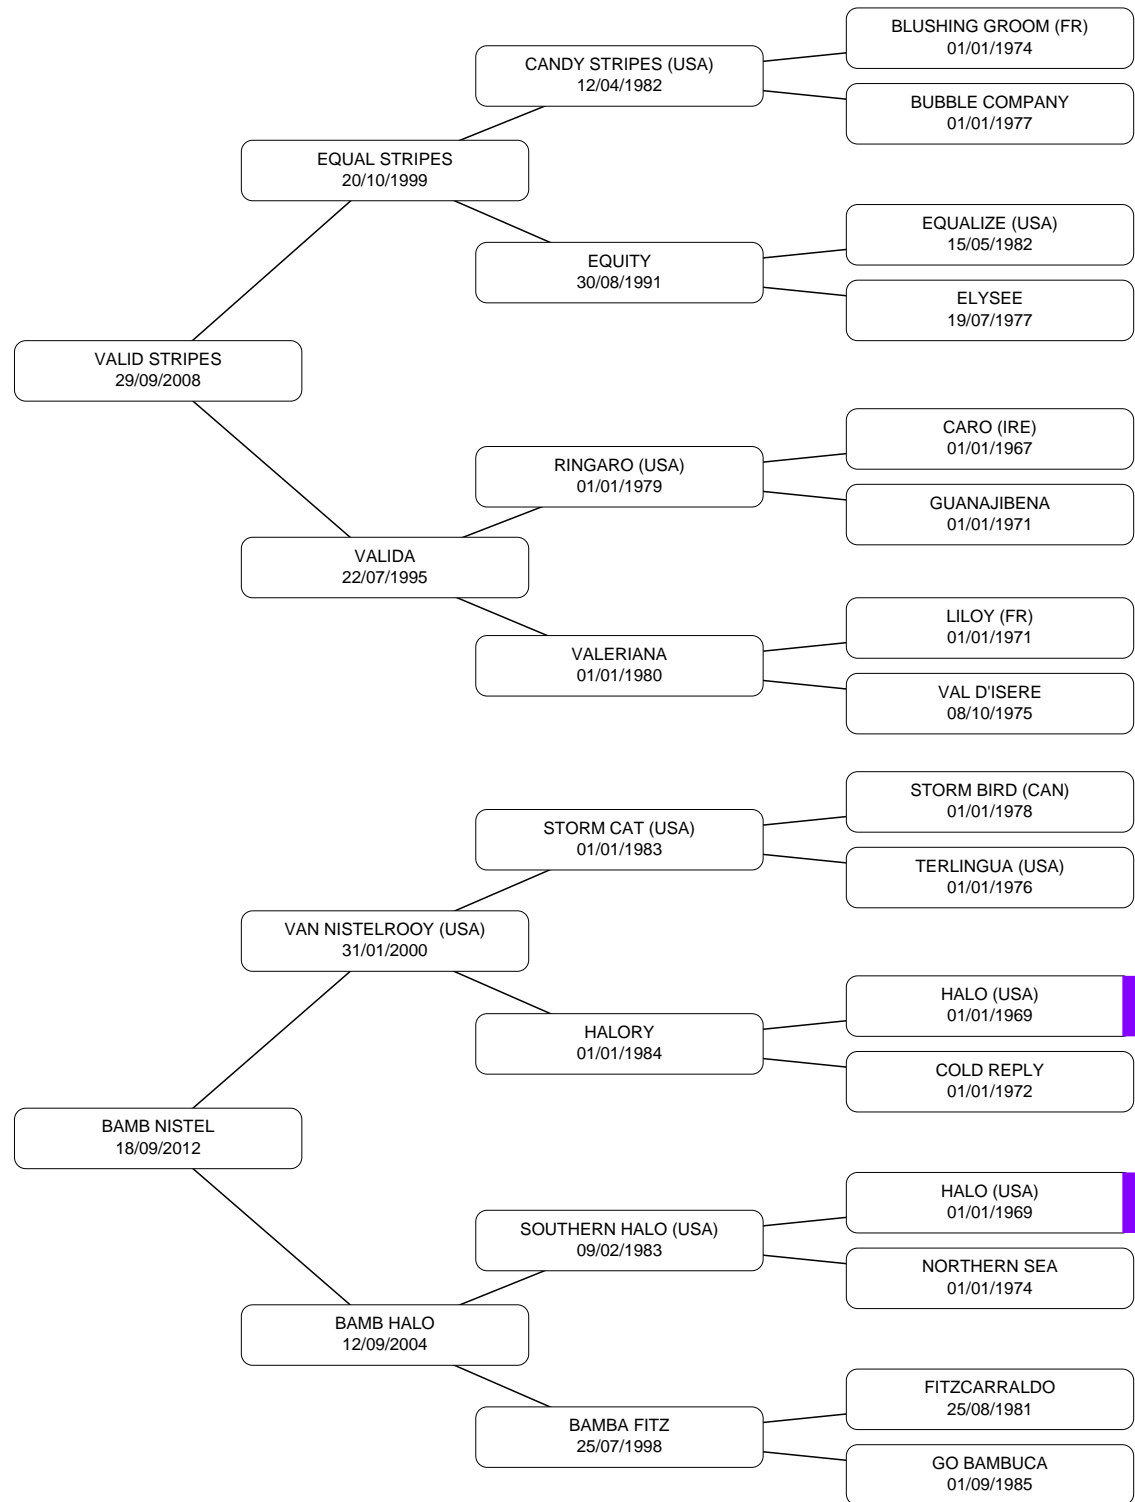 BLUSHING GROOM (FR)
01/01/1974
CANDY STRIPES (USA)
12/04/1982
BUBBLE COMPANY
01/01/1977
EQUAL STRIPES
20/10/1999
EQUALIZE (USA)
15/05/1982
EQUITY
30/08/1991
ELYSEE
19/07/1977
VALID STRIPES
29/09/2008
CARO (IRE)
01/01/1967
RINGARO (USA)
01/01/1979
GUANAJIBENA
01/01/1971
VALIDA
22/07/1995
LILOY (FR)
01/01/1971
VALERIANA
01/01/1980
VAL D'ISERE
08/10/1975
STORM BIRD (CAN)
01/01/1978
STORM CAT (USA)
01/01/1983
TERLINGUA (USA)
01/01/1976
VAN NISTELROOY (USA)
31/01/2000
HALO (USA)
01/01/1969
HALORY
01/01/1984
COLD REPLY
01/01/1972
BAMB NISTEL
18/09/2012
HALO (USA)
01/01/1969
SOUTHERN HALO (USA)
09/02/1983
NORTHERN SEA
01/01/1974
BAMB HALO
12/09/2004
FITZCARRALDO
25/08/1981
BAMBA FITZ
25/07/1998
GO BAMBUCA
01/09/1985